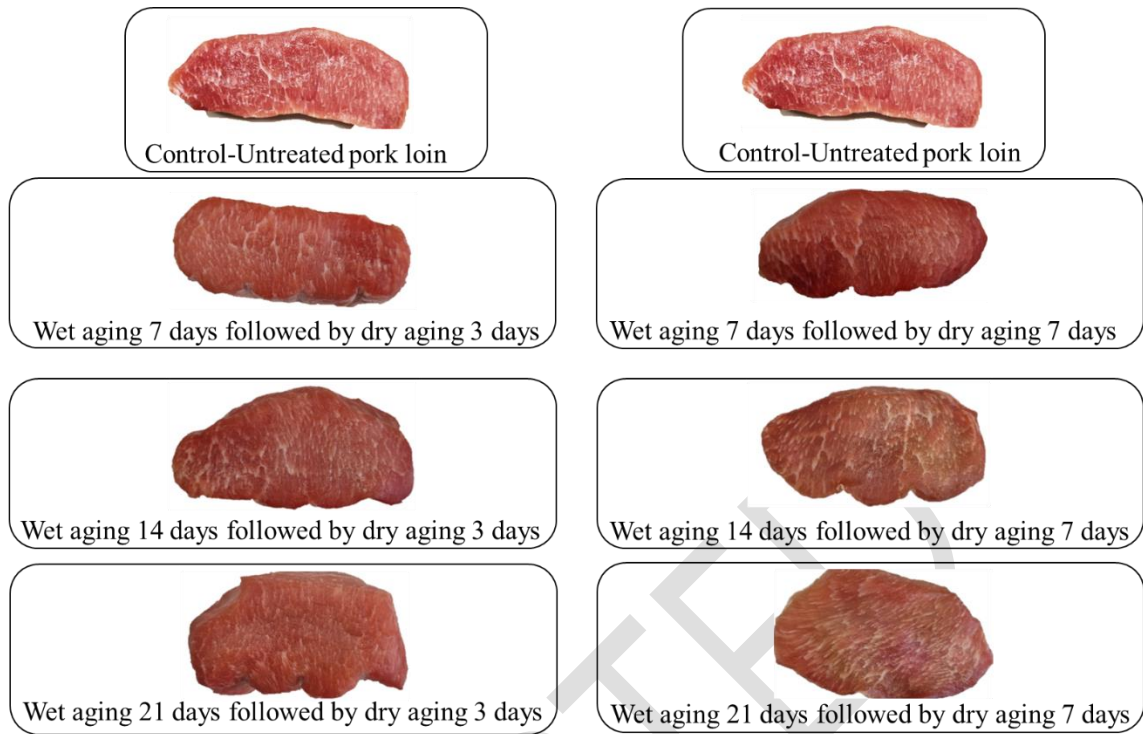 Control-Untreated pork loin
Control-Untreated pork loin
Wet aging 7 days followed by dry aging 3 days
Wet aging 7 days followed by dry aging 7 days
Wet aging 14 days followed by dry aging 3 days
Wet aging 14 days followed by dry aging 7 days
Wet aging 21 days followed by dry aging 3 days
Wet aging 21 days followed by dry aging 7 days